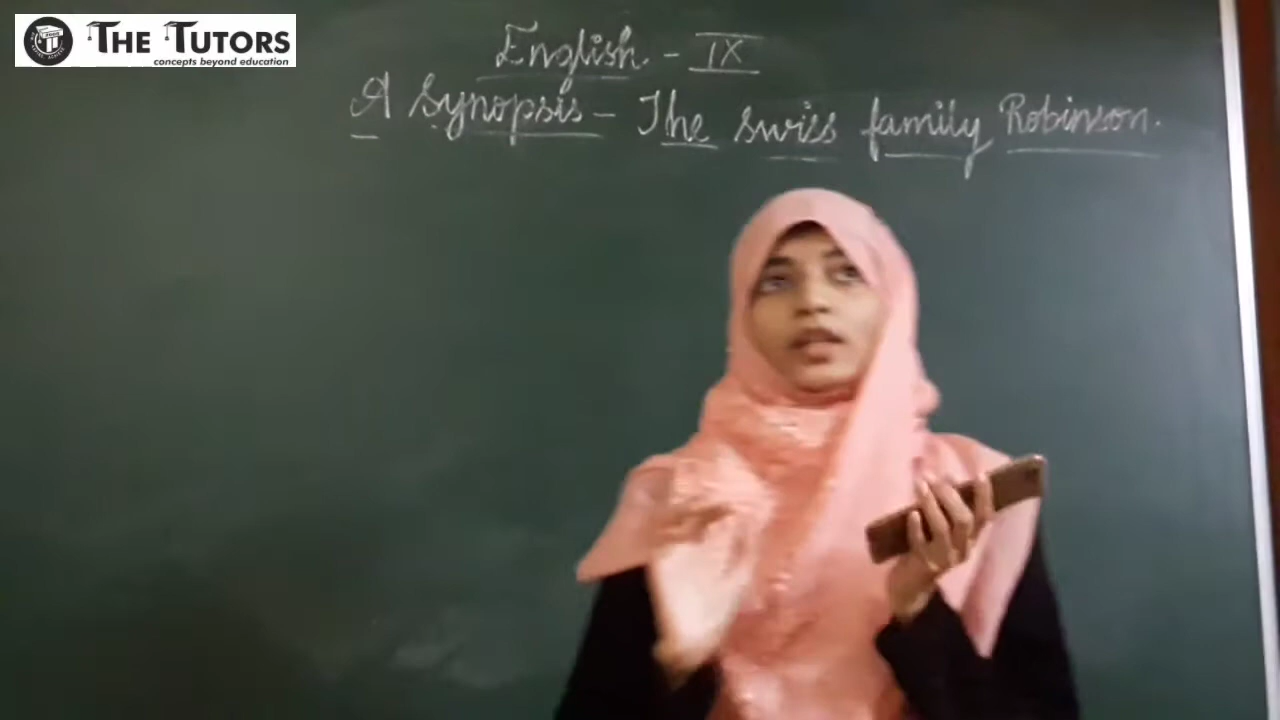 THE TUTORS
concepts beyond education
English - IX
A Synopsis - The swiss family Robinson.